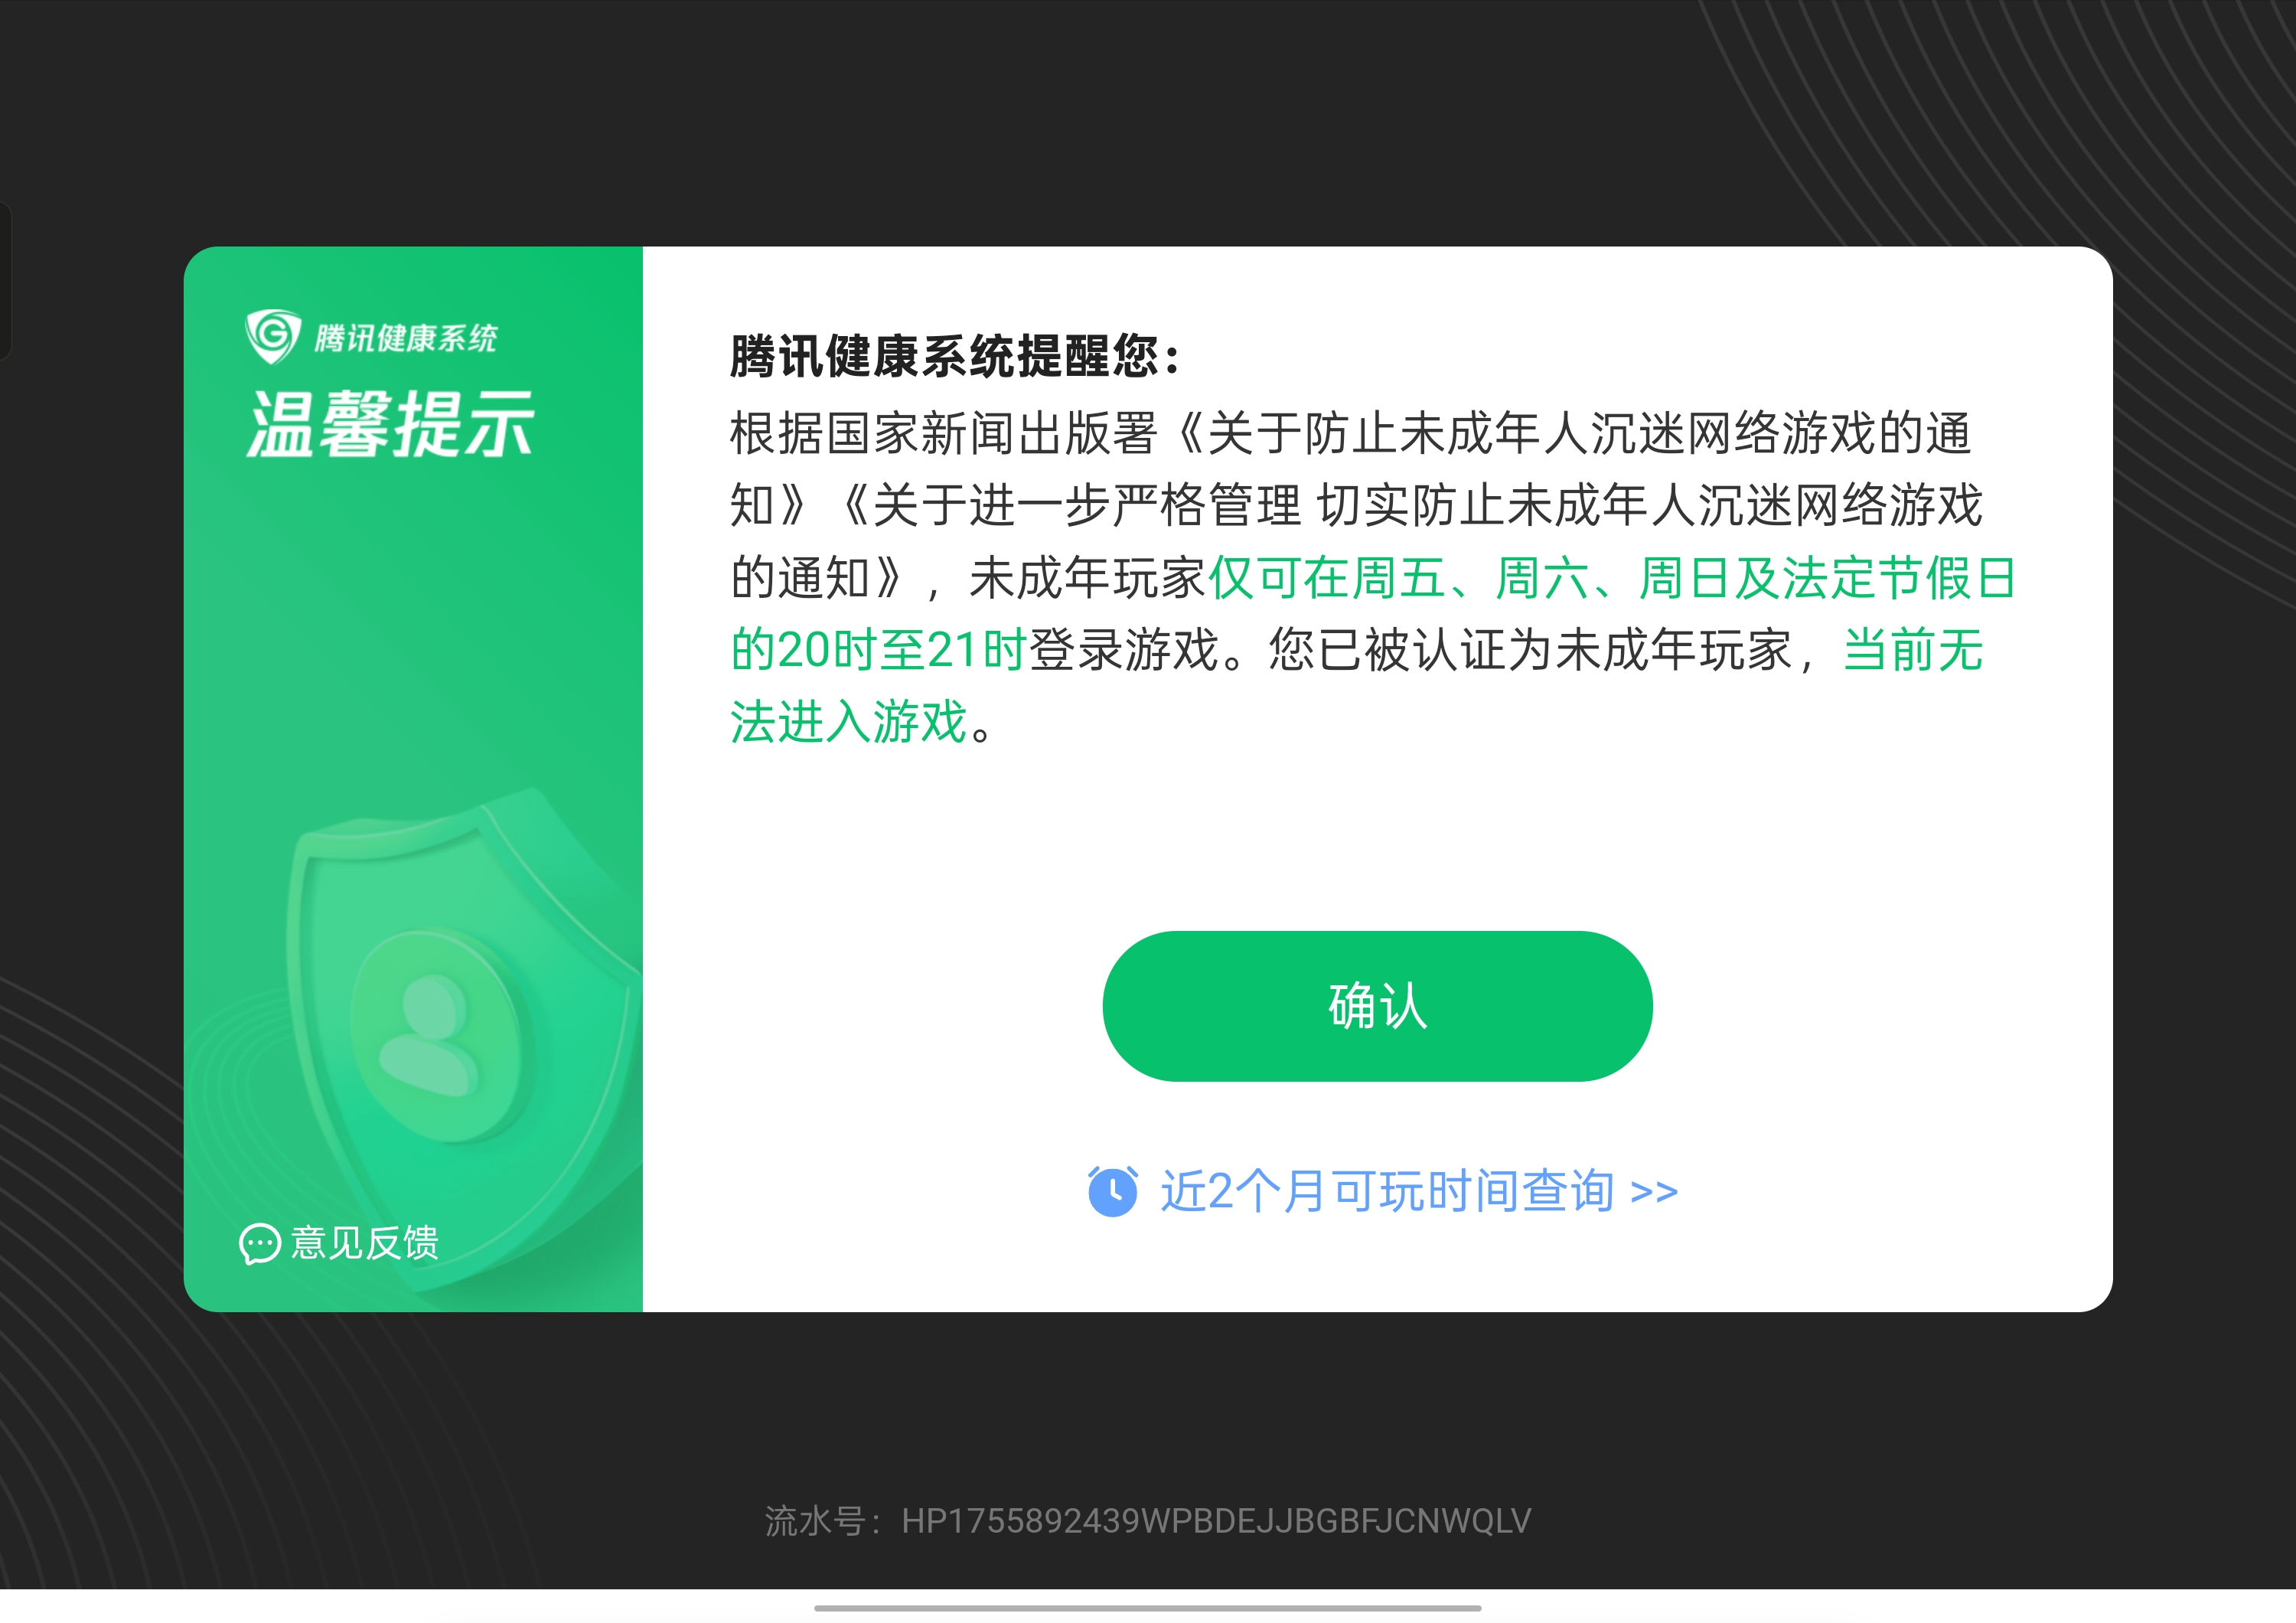 腾讯健康系统
温馨提示
腾讯健康系统提醒您：
根据国家新闻出版署《关于防止未成年人沉迷网络游戏的通
知》《关于进一步严格管理 切实防止未成年人沉迷网络游戏
的通知》，未成年玩家仅可在周五、周六、周日及法定节假日
的20时至21时登录游戏。您已被认证为未成年玩家，当前无
法进入游戏。
确认
近2个月可玩时间查询 >>
意见反馈
流水号：HP1755892439WPBDEJJBGBFJCNWQLV